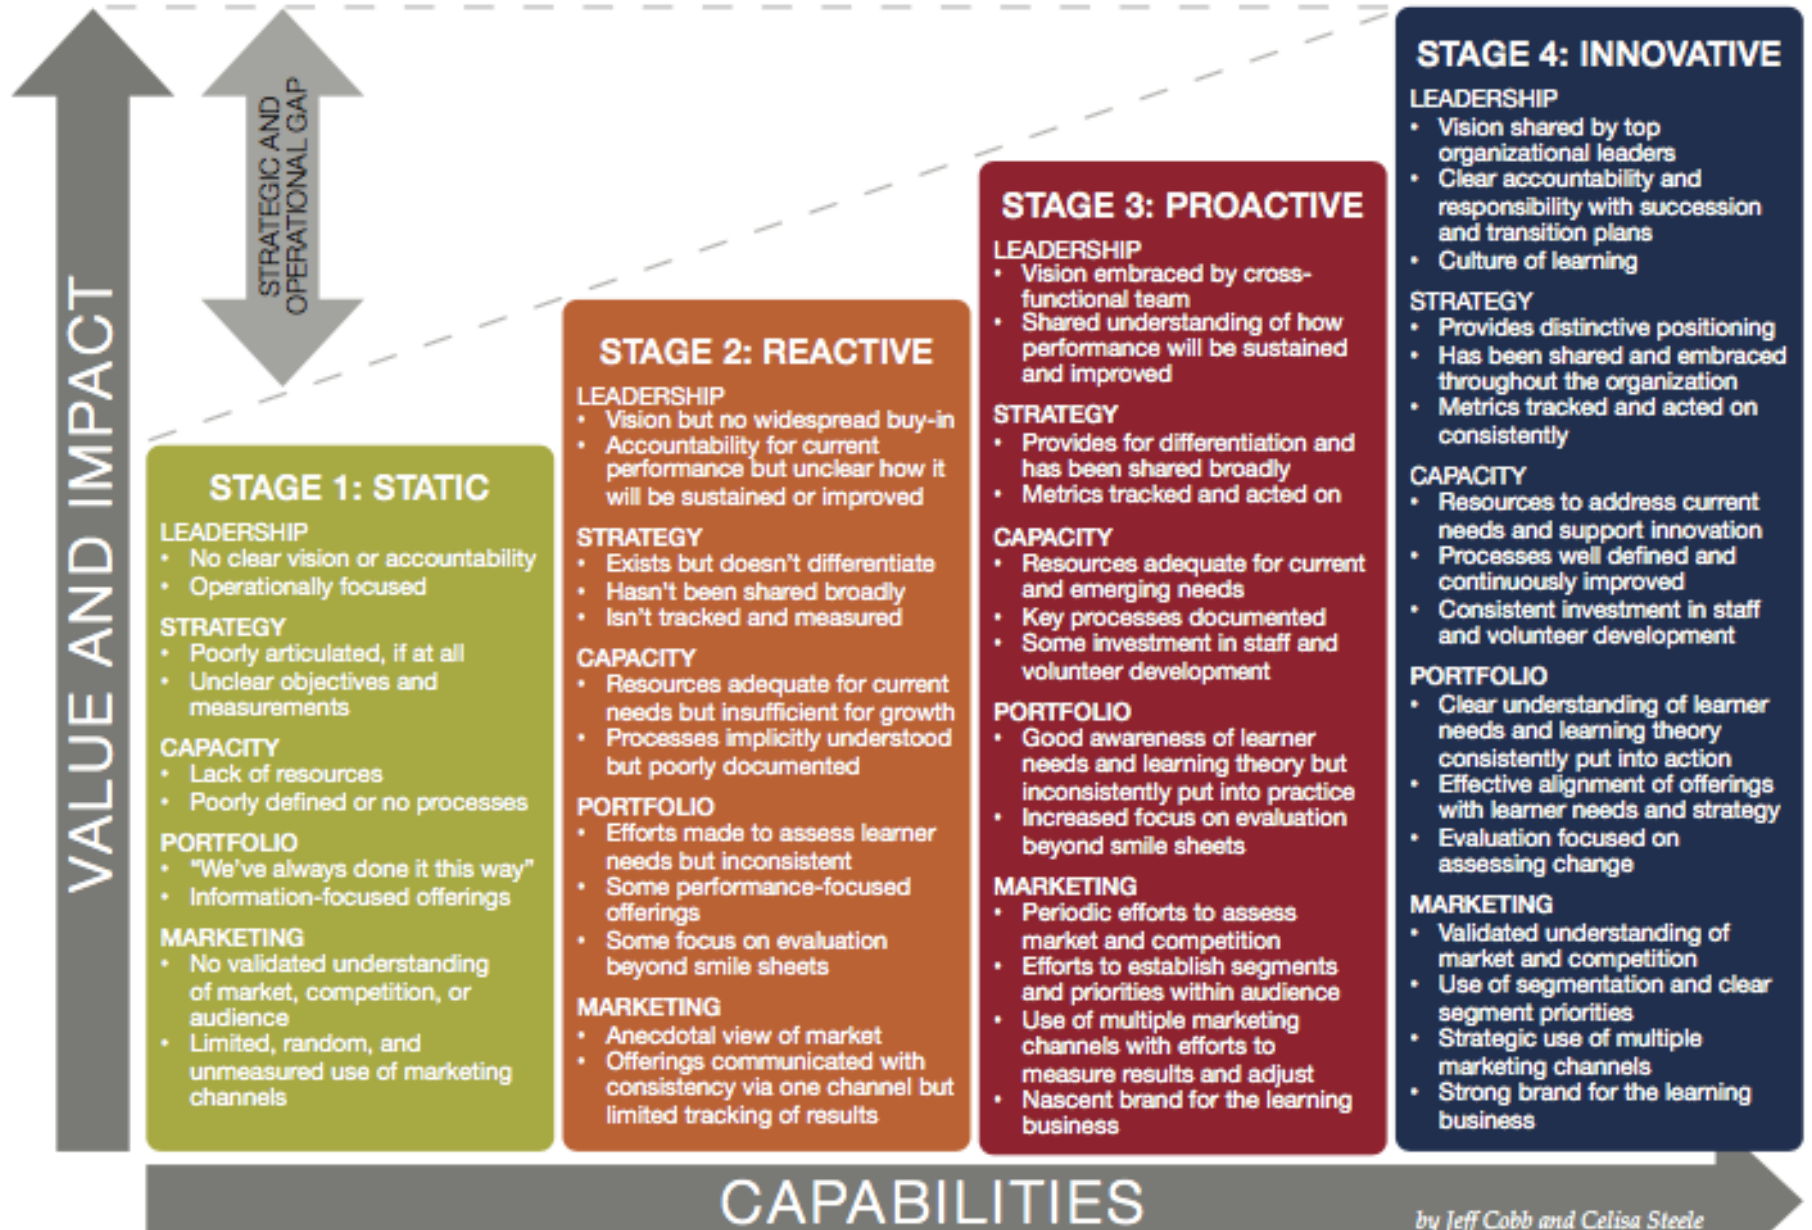 VALUE AND IMPACT
STRATEGIC AND
OPERATIONAL GAP
STAGE 1: STATIC
LEADERSHIP
• No clear vision or accountability
• Operationally focused
STRATEGY
• Poorly articulated, if at all
• Unclear objectives and
measurements
CAPACITY
• Lack of resources
• Poorly defined or no processes
PORTFOLIO
• "We've always done it this way"
• Information-focused offerings
MARKETING
• No validated understanding
of market, competition, or
audience
• Limited, random, and
unmeasured use of marketing
channels
STAGE 2: REACTIVE
LEADERSHIP
• Vision but no widespread buy-in
• Accountability for current
performance but unclear how it
will be sustained or improved
STRATEGY
• Exists but doesn't differentiate
• Hasn't been shared broadly
• Isn't tracked and measured
CAPACITY
• Resources adequate for current
needs but insufficient for growth
• Processes implicitly understood
but poorly documented
PORTFOLIO
• Efforts made to assess learner
needs but inconsistent
• Some performance-focused
offerings
• Some focus on evaluation
beyond smile sheets
MARKETING
• Anecdotal view of market
• Offerings communicated with
consistency via one channel but
limited tracking of results
STAGE 3: PROACTIVE
LEADERSHIP
• Vision embraced by cross-
functional team
• Shared understanding of how
performance will be sustained
and improved
STRATEGY
• Provides for differentiation and
has been shared broadly
• Metrics tracked and acted on
CAPACITY
• Resources adequate for current
and emerging needs
• Key processes documented
• Some investment in staff and
volunteer development
PORTFOLIO
• Good awareness of learner
needs and learning theory but
inconsistently put into practice
• Increased focus on evaluation
beyond smile sheets
MARKETING
• Periodic efforts to assess
market and competition
• Efforts to establish segments
and priorities within audience
• Use of multiple marketing
channels with efforts to
measure results and adjust
• Nascent brand for the learning
business
STAGE 4: INNOVATIVE
LEADERSHIP
• Vision shared by top
organizational leaders
• Clear accountability and
responsibility with succession
and transition plans
• Culture of learning
STRATEGY
• Provides distinctive positioning
• Has been shared and embraced
throughout the organization
• Metrics tracked and acted on
consistently
CAPACITY
• Resources to address current
needs and support innovation
• Processes well defined and
continuously improved
• Consistent investment in staff
and volunteer development
PORTFOLIO
• Clear understanding of learner
needs and learning theory
consistently put into action
• Effective alignment of offerings
with learner needs and strategy
• Evaluation focused on
assessing change
MARKETING
• Validated understanding of
market and competition
• Use of segmentation and clear
segment priorities
• Strategic use of multiple
marketing channels
• Strong brand for the learning
business
CAPABILITIES
by Jeff Cobb and Celisa Steele